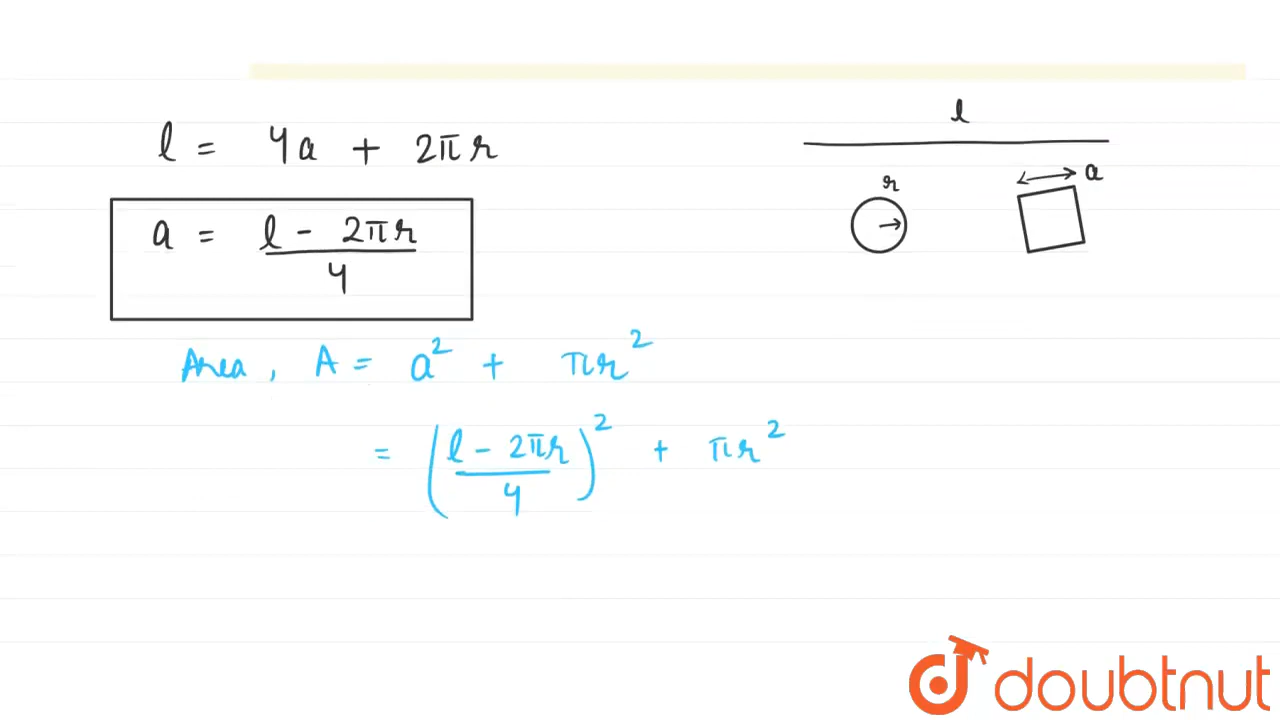 l = 4a + 2πr
a = l - 2πr / 4
Area, A = a² + πr²
= (l - 2πr / 4)² + πr²
l
r
a
doubtnut